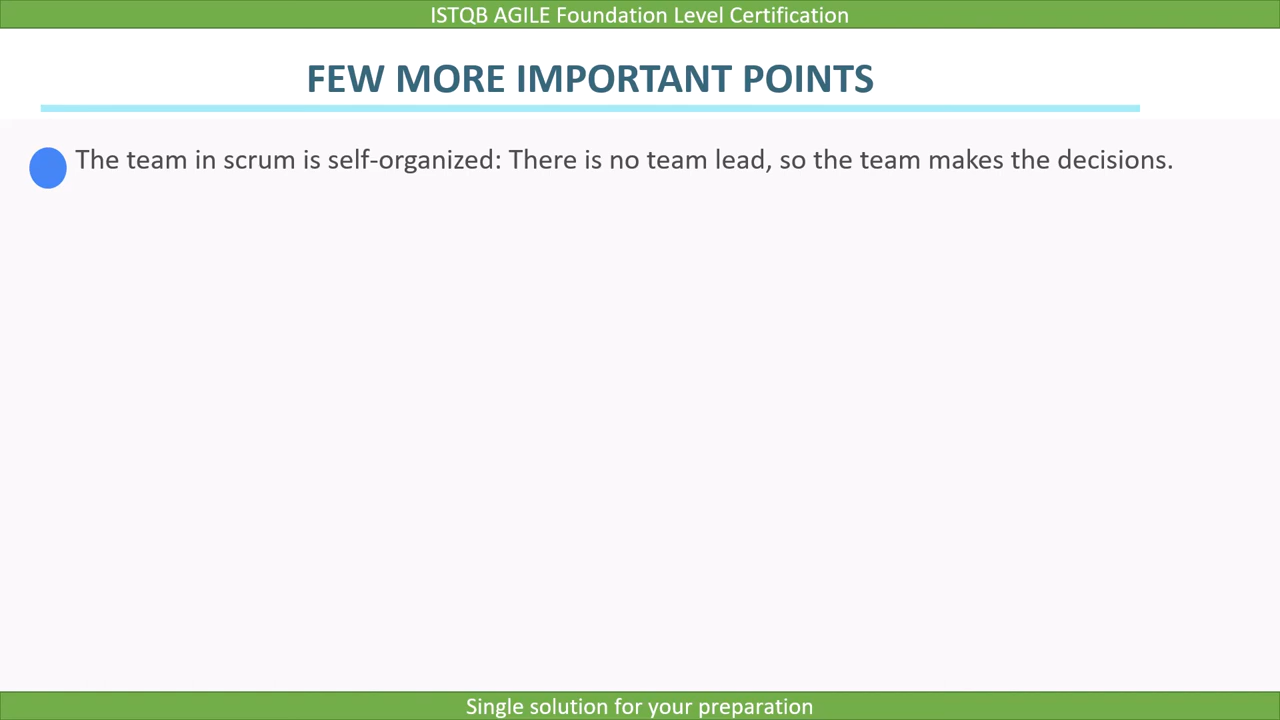 ISTQB AGILE Foundation Level Certification
FEW MORE IMPORTANT POINTS
The team in scrum is self-organized: There is no team lead, so the team makes the decisions.
Single solution for your preparation